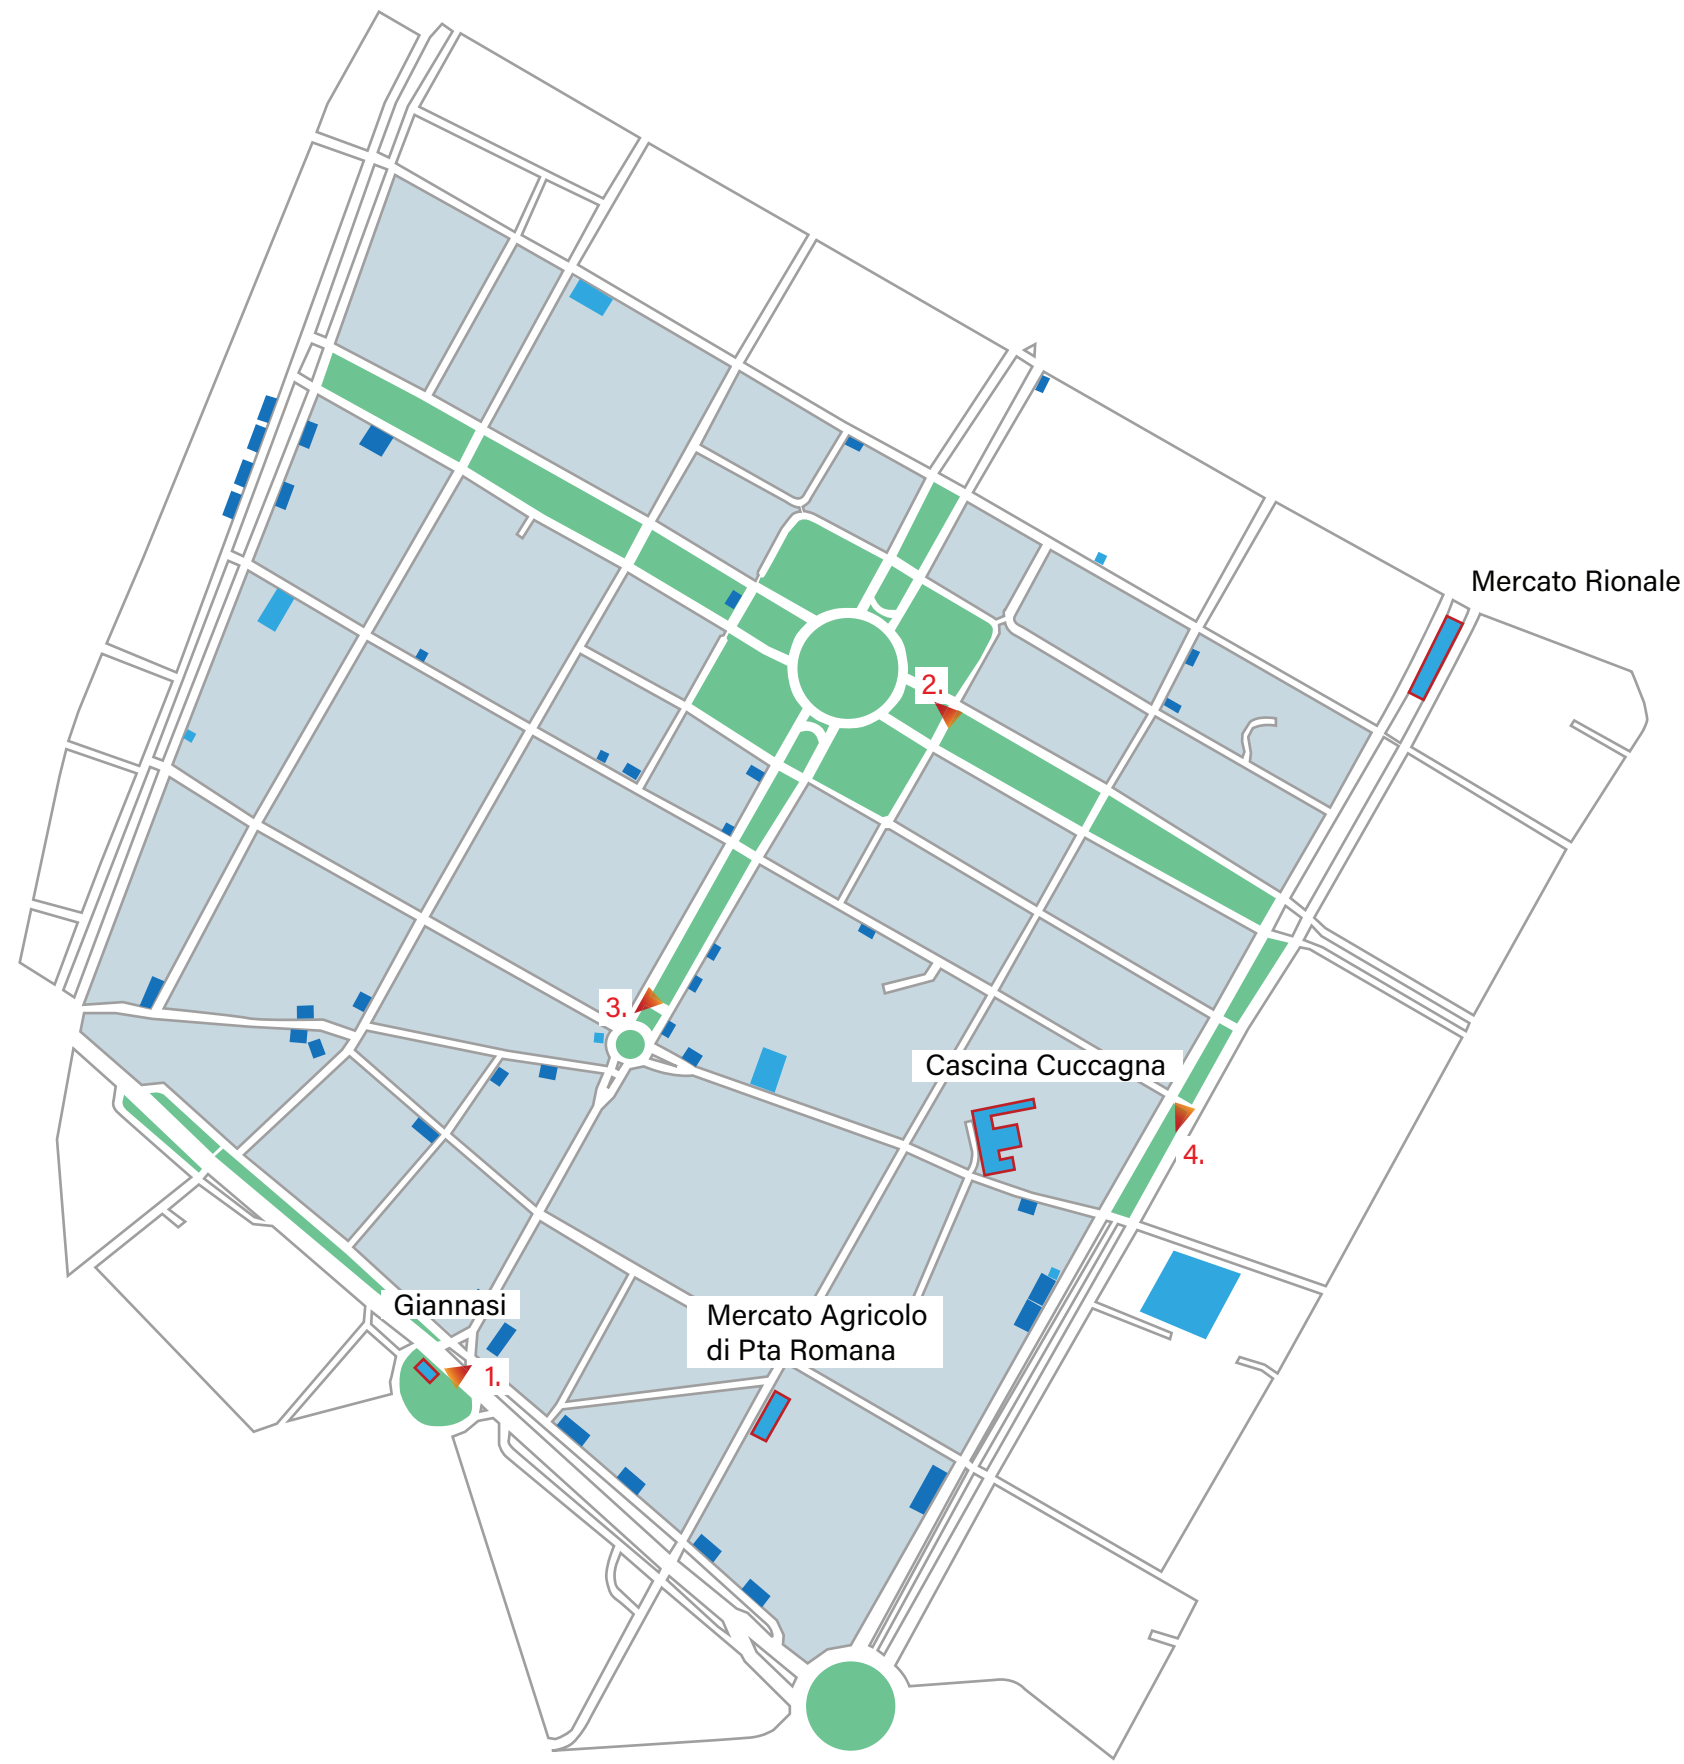 Mercato Rionale
2.
3.
Cascina Cuccagna
4.
Giannasi
Mercato Agricolo
di Pta Romana
1.